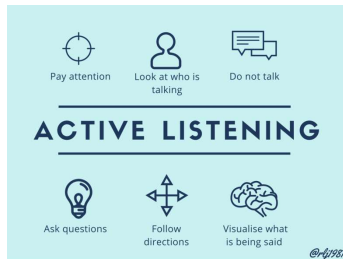 Pay attention
Look at who is
talking
Do not talk
ACTIVE LISTENING
Ask questions
Follow
directions
Visualise what
is being said